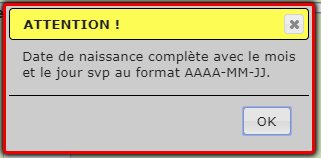 ATTENTION !
Date de naissance complète avec le mois
et le jour svp au format AAAA-MM-JJ.
OK